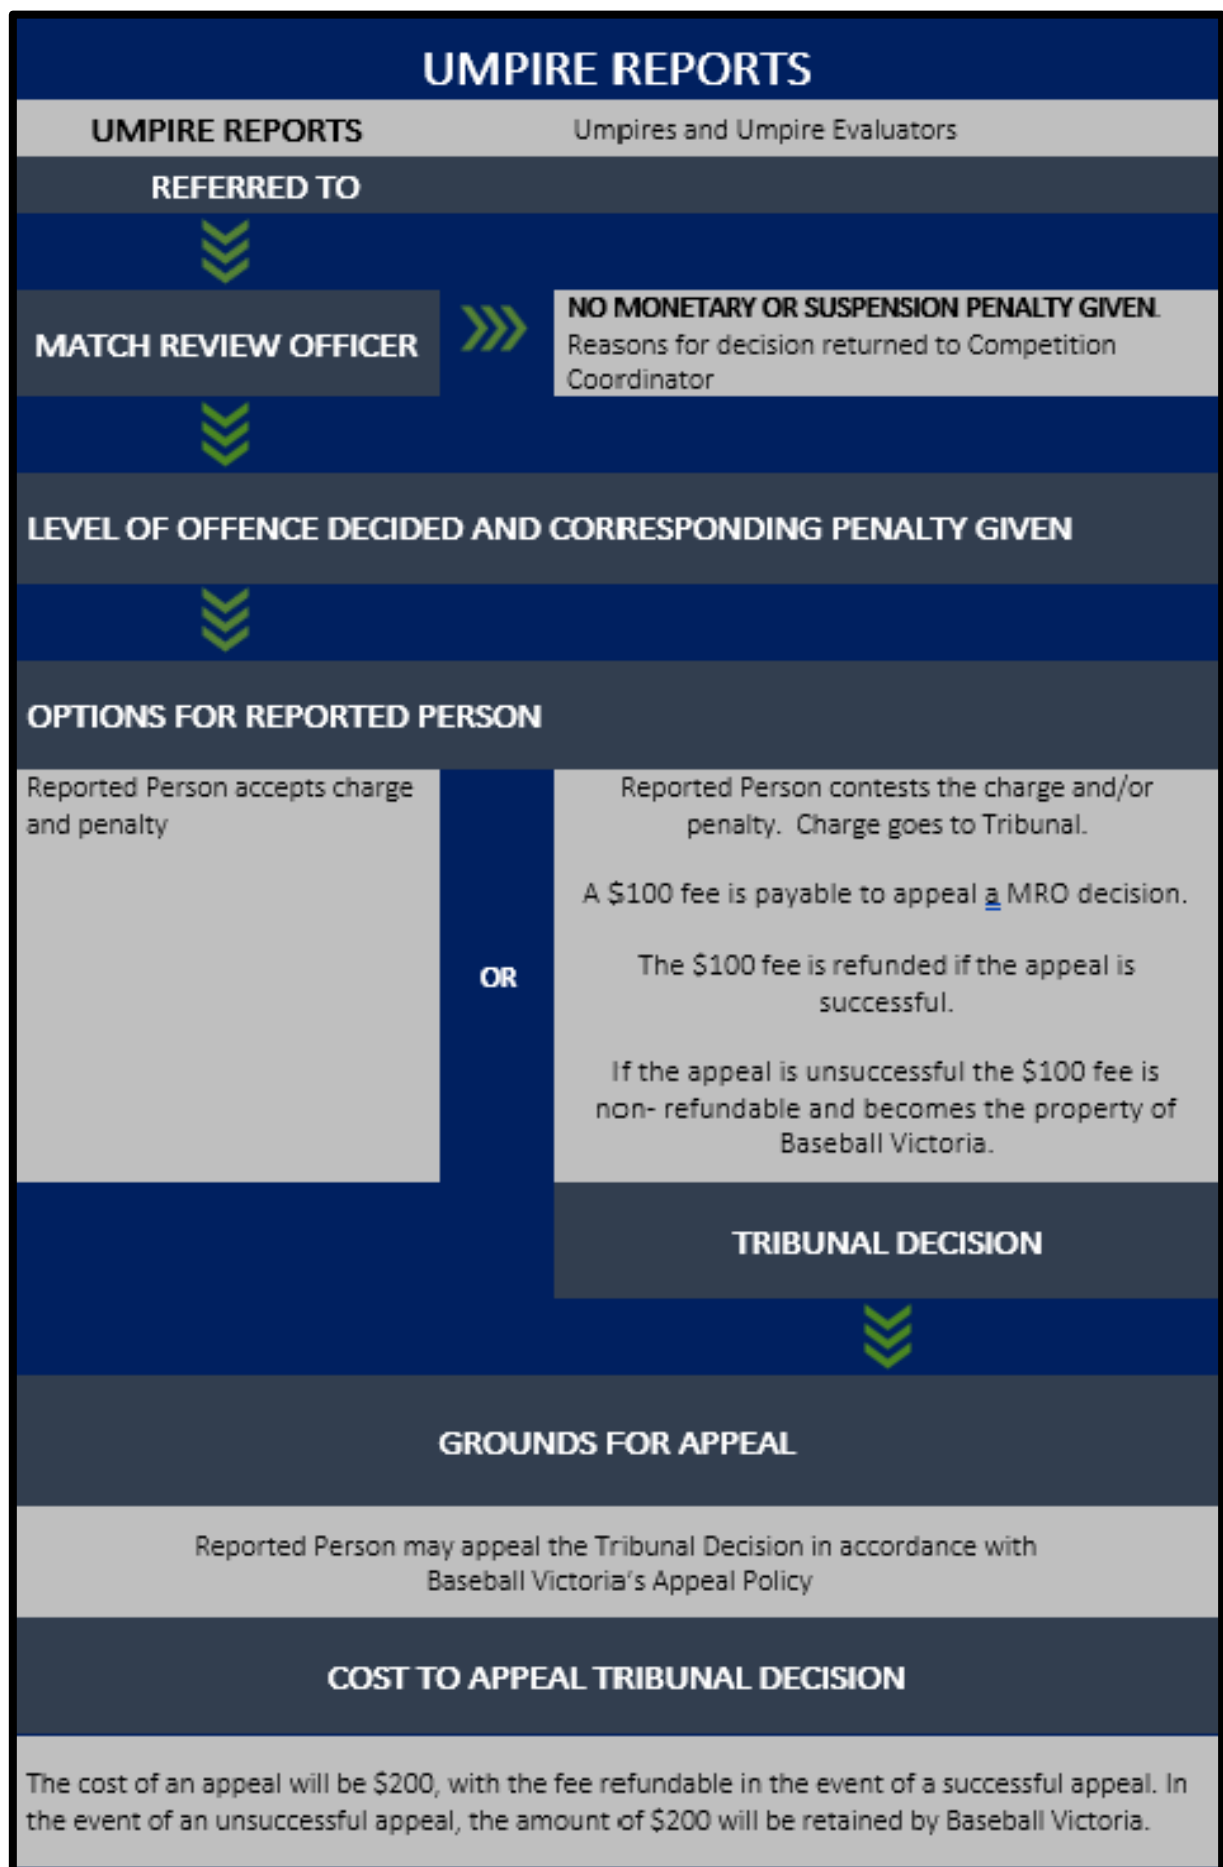 UMPIRE REPORTS
UMPIRE REPORTS Umpires and Umpire Evaluators
REFERRED TO
MATCH REVIEW OFFICER
NO MONETARY OR SUSPENSION PENALTY GIVEN.
Reasons for decision returned to Competition
Coordinator
LEVEL OF OFFENCE DECIDED AND CORRESPONDING PENALTY GIVEN
OPTIONS FOR REPORTED PERSON
Reported Person accepts charge
and penalty
OR
Reported Person contests the charge and/or
penalty. Charge goes to Tribunal.
A $100 fee is payable to appeal a MRO decision.
The $100 fee is refunded if the appeal is
successful.
If the appeal is unsuccessful the $100 fee is
non- refundable and becomes the property of
Baseball Victoria.
TRIBUNAL DECISION
GROUNDS FOR APPEAL
Reported Person may appeal the Tribunal Decision in accordance with
Baseball Victoria's Appeal Policy
COST TO APPEAL TRIBUNAL DECISION
The cost of an appeal will be $200, with the fee refundable in the event of a successful appeal. In
the event of an unsuccessful appeal, the amount of $200 will be retained by Baseball Victoria.